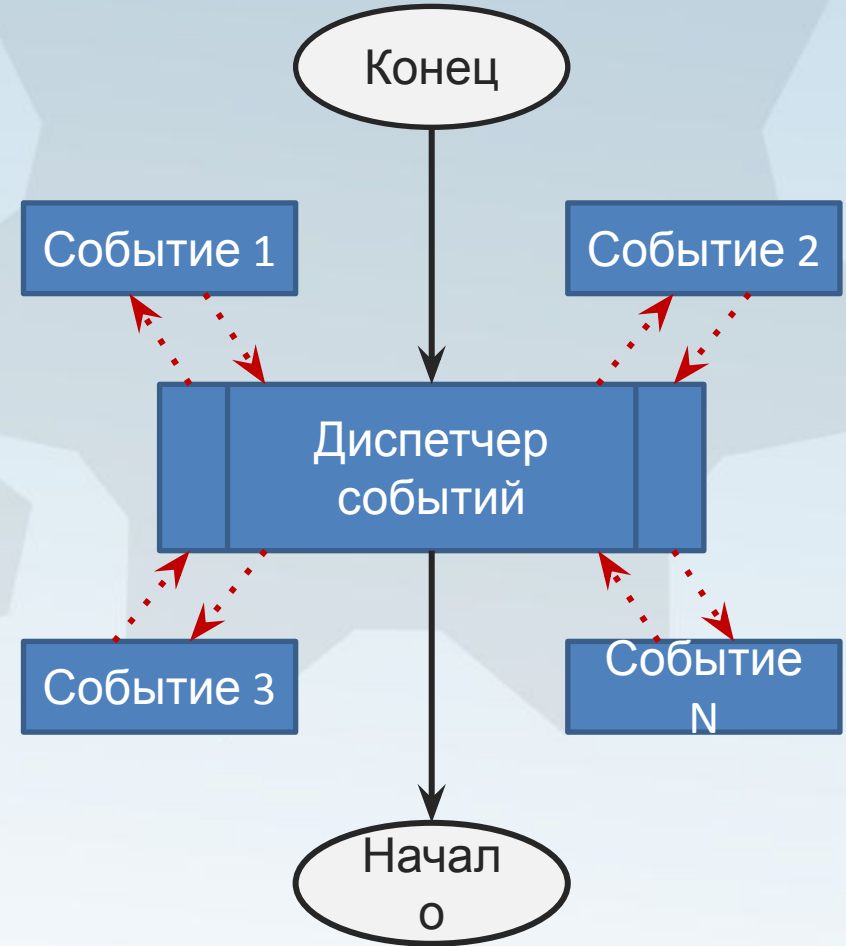 Конец
Событие 1
Событие 2
Диспетчер
событий
Событие 3
Событие
N
Начал
о